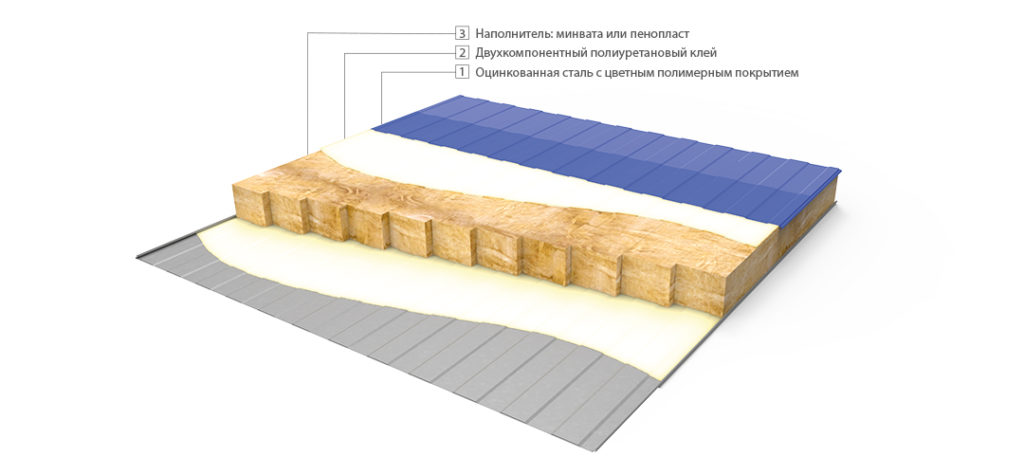 3 Наполнитель: минвата или пенопласт
2 Двухкомпонентный полиуретановый клей
1 Оцинкованная сталь с цветным полимерным покрытием